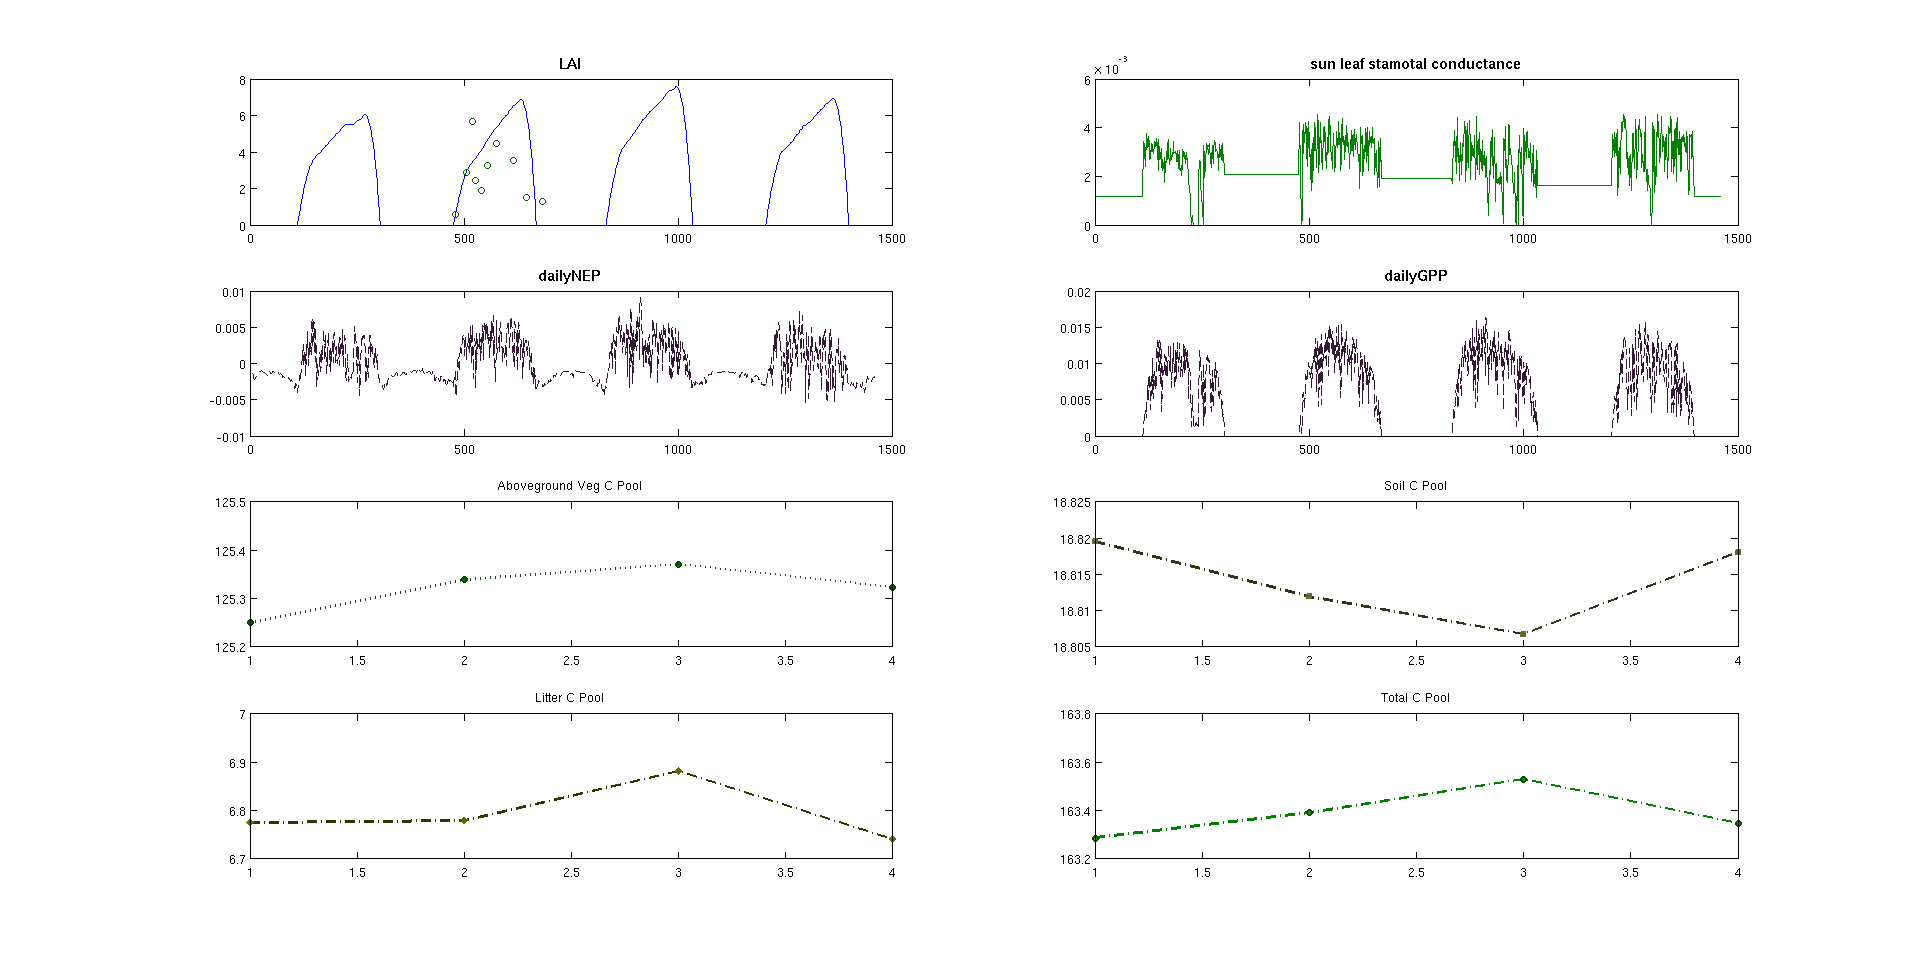 LAI
8
6
4
2
0
0 500 1000 1500
sun leaf stamotal conductance
× 10⁻³
6
4
2
0
0 500 1000 1500
dailyNEP
0.01
0.005
0
-0.005
-0.01
0 500 1000 1500
dailyGPP
0.02
0.015
0.01
0.005
0
0 500 1000 1500
Aboveground Veg C Pool
125.5
125.4
125.3
125.2
1 1.5 2 2.5 3 3.5 4
Soil C Pool
18.825
18.82
18.815
18.81
18.805
1 1.5 2 2.5 3 3.5 4
Litter C Pool
7
6.9
6.8
6.7
1 1.5 2 2.5 3 3.5 4
Total C Pool
163.8
163.6
163.4
163.2
1 1.5 2 2.5 3 3.5 4